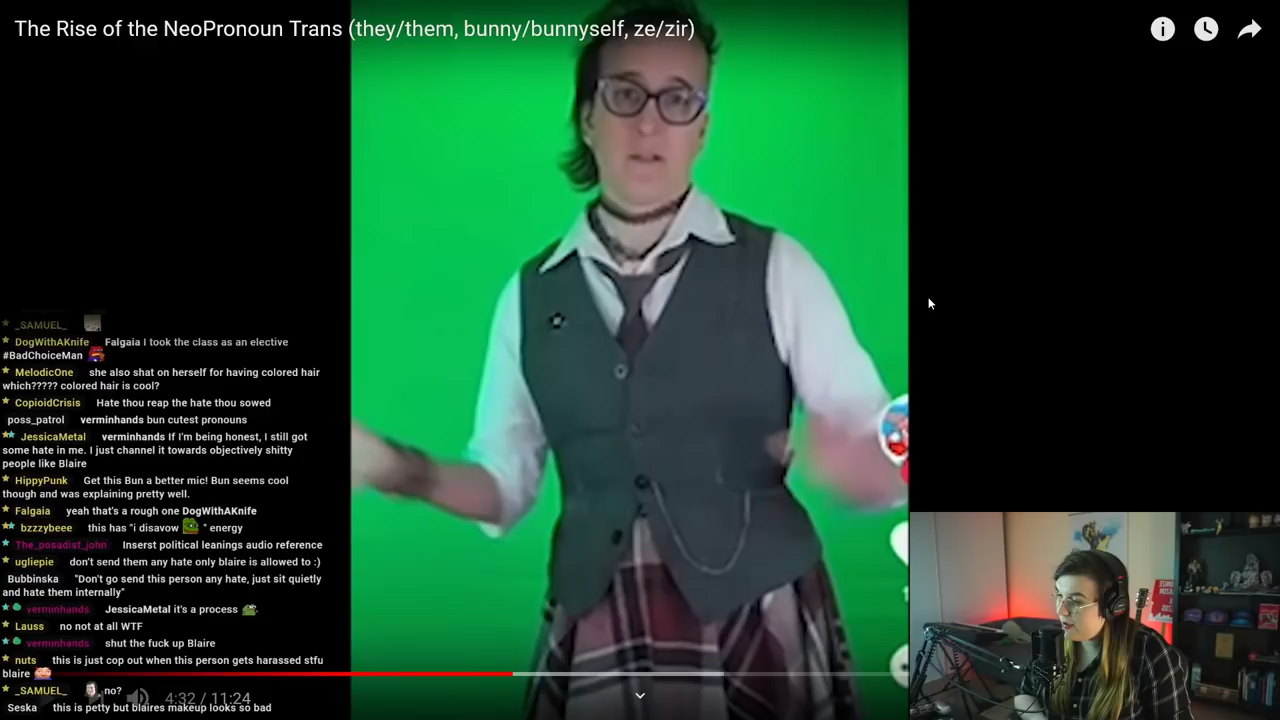 The Rise of the NeoPronoun Trans (they/them, bunny/bunnyself, ze/zir)
_SAMUEL_
DogWithAKnife Falgaia I took the class as an elective
#BadChoiceMan
MelodicOne she also shat on herself for having colored hair
which????? colored hair is cool?
CopioidCrisis Hate thou reap the hate thou sowed
poss_patrol verminhands bun cutest pronouns
JessicaMetal verminhands If I'm being honest, I still got
some hate in me. I just channel it towards objectively shitty
people like Blaire
HippyPunk Get this Bun a better mic! Bun seems cool
though and was explaining pretty well.
Falgaia yeah that's a rough one DogWithAKnife
bzzzybeee this has "i disavow " energy
The_posadist_john Inserst political leanings audio reference
ugliepie don't send them any hate only blaire is allowed to :)
Bubbinska "Don't go send this person any hate, just sit quietly
and hate them internally"
verminhands JessicaMetal it's a process
Lauss no not at all WTF
verminhands shut the fuck up Blaire
nuts this is just cop out when this person gets harassed stfu
blaire
_SAMUEL_ no?
4:32 / 11:24
Seska this is petty but blaires makeup looks so bad